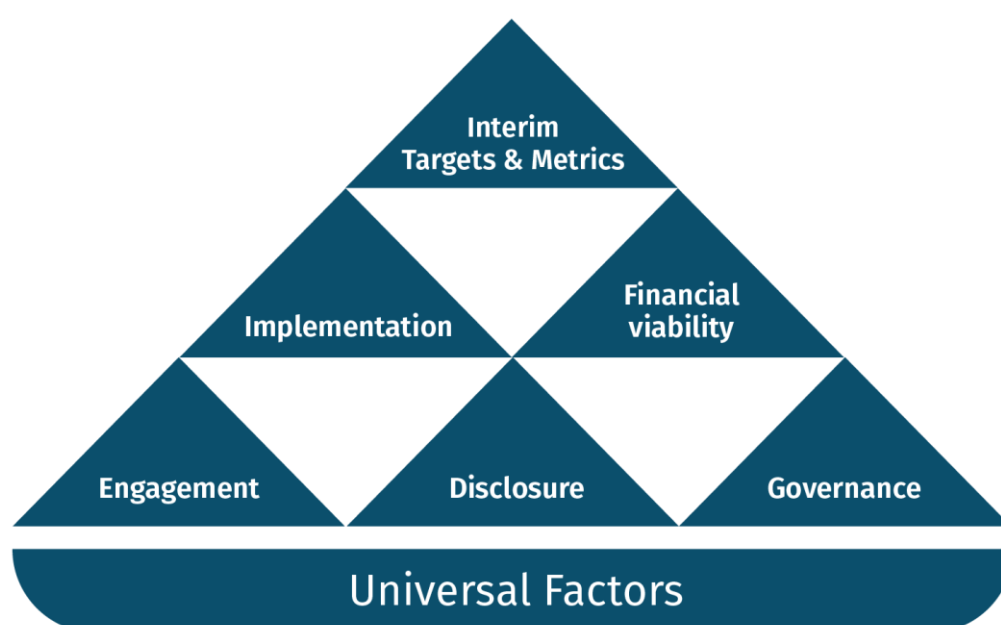 Interim
Targets & Metrics
Implementation
Financial
viability
Engagement
Disclosure
Governance
Universal Factors